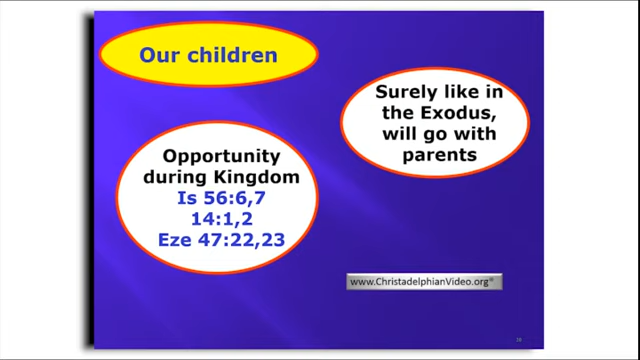 Our children
Surely like in
the Exodus,
will go with
parents
Opportunity
during Kingdom
Is 56:6,7
14:1,2
Eze 47:22,23
www.ChristadelphianVideo.org®